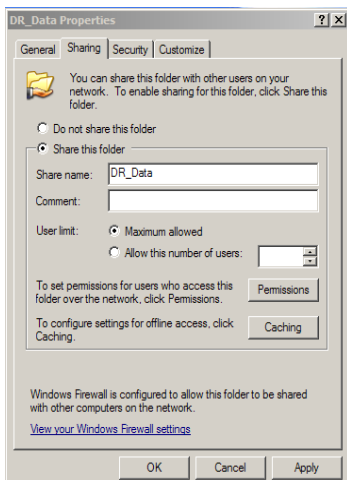 DR_Data Properties
General Sharing Security Customize
You can share this folder with other users on your
network. To enable sharing for this folder, click Share this
folder.
Do not share this folder
Share this folder
Share name: DR_Data
Comment:
User limit: Maximum allowed
Allow this number of users:
To set permissions for users who access this
folder over the network, click Permissions.
Permissions
To configure settings for offline access, click
Caching.
Caching
Windows Firewall is configured to allow this folder to be shared
with other computers on the network.
View your Windows Firewall settings
OK Cancel Apply